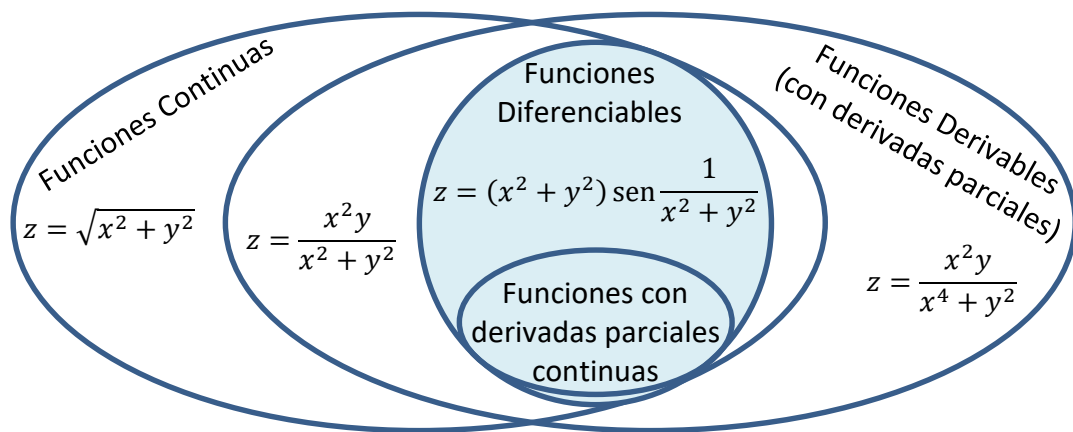 Funciones Continuas
z = √(x² + y²)
z = x²y / (x² + y²)
Funciones
Diferenciables
z = (x² + y²) sen 1 / (x² + y²)
Funciones con
derivadas parciales
continuas
Funciones Derivables
(con derivadas parciales)
z = x²y / (x⁴ + y²)